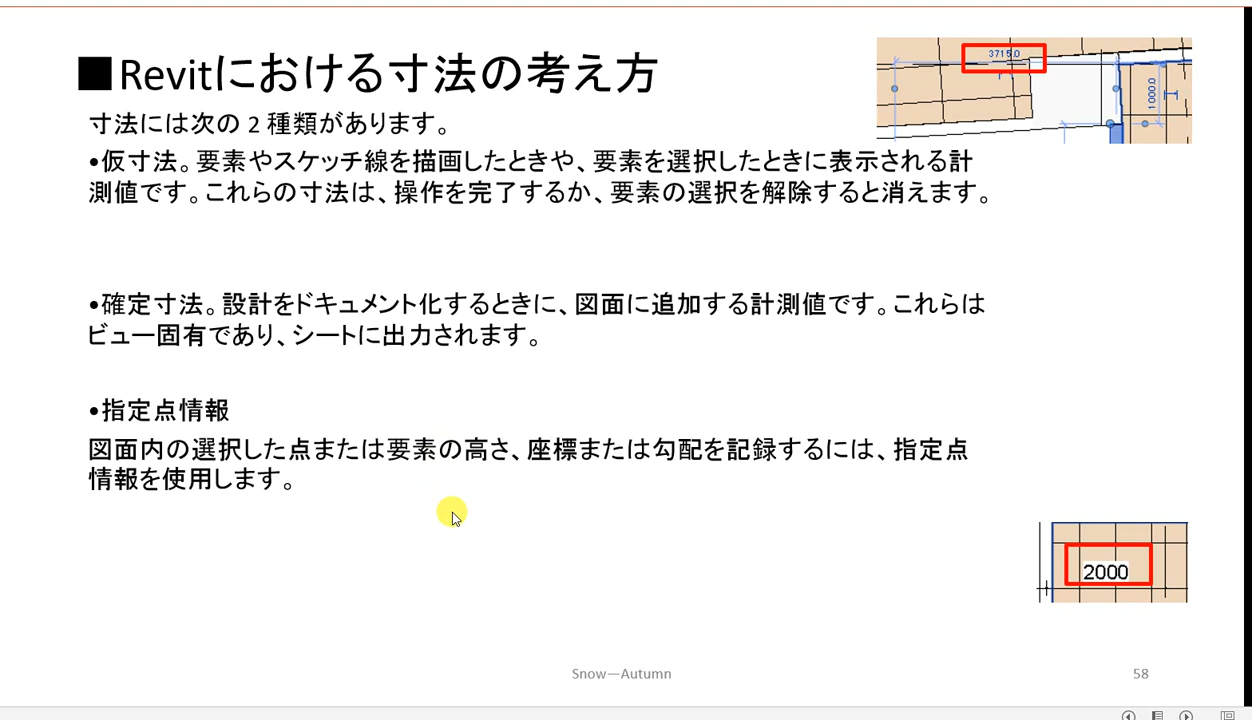 ■Revitにおける寸法の考え方
3715.0
1000.0
寸法には次の 2 種類があります。
•仮寸法。要素やスケッチ線を描画したときや、要素を選択したときに表示される計
測値です。これらの寸法は、操作を完了するか、要素の選択を解除すると消えます。
•確定寸法。設計をドキュメント化するときに、図面に追加する計測値です。これらは
ビュー固有であり、シートに出力されます。
•指定点情報
図面内の選択した点または要素の高さ、座標または勾配を記録するには、指定点
情報を使用します。
2000
Snow—Autumn
58